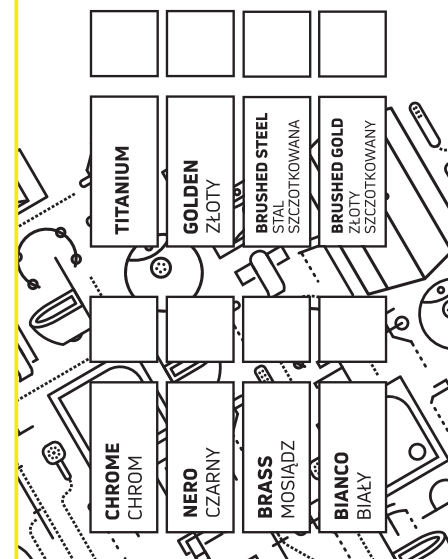 TITANIUM
GOLDEN
ZŁOTY
BRUSHED STEEL
STAL
SZCZOTKOWANA
BRUSHED GOLD
ZŁOTY
SZCZOTKOWANY
CHROME
CHROM
NERO
CZARNY
BRASS
MOSIĄDZ
BIANCO
BIAŁY